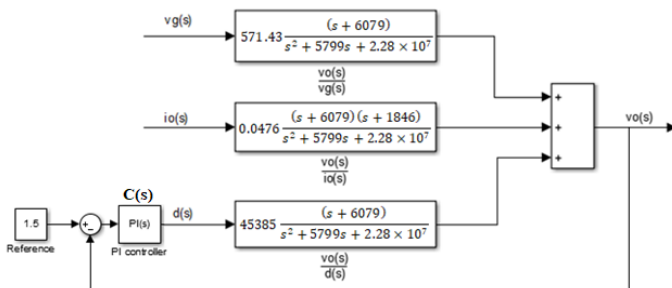 vg(s)
571.43 (s + 6079) / s² + 5799s + 2.28 × 10⁷
vo(s)
vg(s)
io(s)
0.0476 (s + 6079)(s + 1846) / s² + 5799s + 2.28 × 10⁷
vo(s)
io(s)
+
+
+
vo(s)
C(s)
1.5
Reference
+
−
PI(s)
PI controller
d(s)
45385 (s + 6079) / s² + 5799s + 2.28 × 10⁷
vo(s)
d(s)